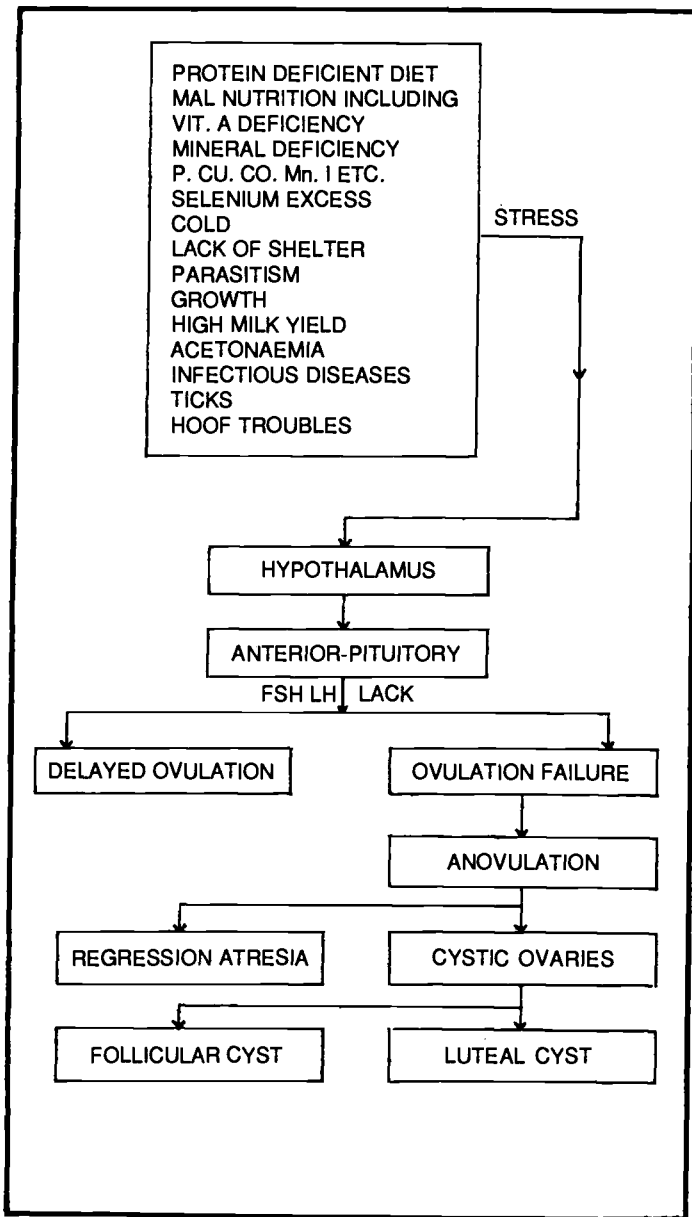 PROTEIN DEFICIENT DIET
MAL NUTRITION INCLUDING
VIT. A DEFICIENCY
MINERAL DEFICIENCY
P. CU. CO. Mn. I ETC.
SELENIUM EXCESS
COLD
LACK OF SHELTER
PARASITISM
GROWTH
HIGH MILK YIELD
ACETONAEMIA
INFECTIOUS DISEASES
TICKS
HOOF TROUBLES
STRESS
HYPOTHALAMUS
ANTERIOR-PITUITORY
FSH LH LACK
DELAYED OVULATION
OVULATION FAILURE
ANOVULATION
REGRESSION ATRESIA
CYSTIC OVARIES
FOLLICULAR CYST
LUTEAL CYST